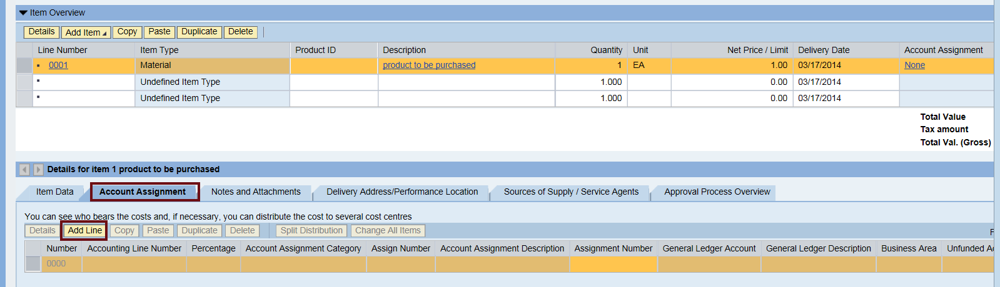 Item Overview
Details Add Item Copy Paste Duplicate Delete
Line Number Item Type Product ID Description Quantity Unit Net Price / Limit Delivery Date Account Assignment
0001 Material product to be purchased 1 EA 1.00 03/17/2014 None
Undefined Item Type 1.000 0.00 03/17/2014
Undefined Item Type 1.000 0.00 03/17/2014
Total Value
Tax amount
Total Val. (Gross)
Details for item 1 product to be purchased
Item Data Account Assignment Notes and Attachments Delivery Address/Performance Location Sources of Supply / Service Agents Approval Process Overview
You can see who bears the costs and, if necessary, you can distribute the cost to several cost centres
Details Add Line Copy Paste Duplicate Delete Split Distribution Change All Items
Number Accounting Line Number Percentage Account Assignment Category Assign Number Account Assignment Description Assignment Number General Ledger Account General Ledger Description Business Area Unfunded
0000